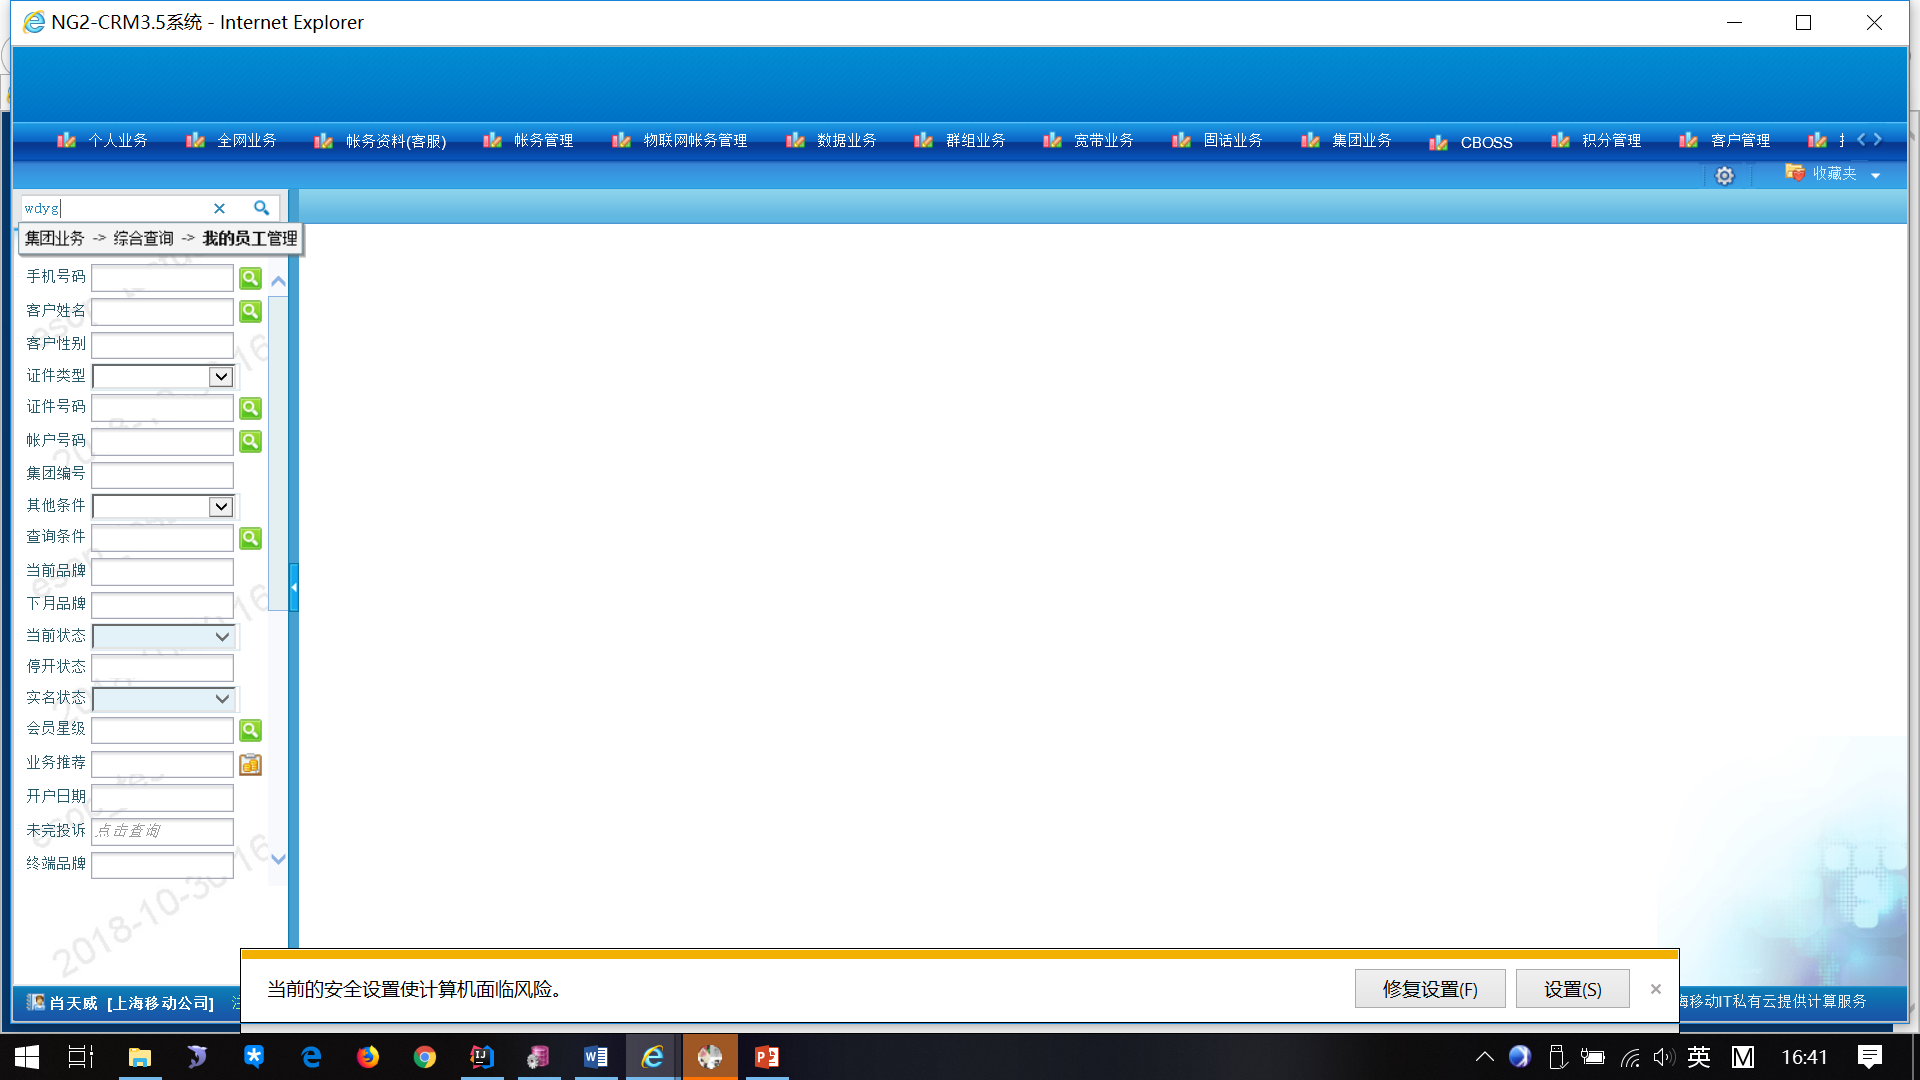 NG2-CRM3.5系统 - Internet Explorer
个人业务 全网业务 帐务资料(客服) 帐务管理 物联网帐务管理 数据业务 群组业务 宽带业务 固话业务 集团业务 CBOSS 积分管理 客户管理
收藏夹
wdyg
集团业务 -> 综合查询 -> 我的员工管理
手机号码
客户姓名
客户性别
证件类型
证件号码
帐户号码
集团编号
其他条件
查询条件
当前品牌
下月品牌
当前状态
停开状态
实名状态
会员星级
业务推荐
开户日期
未完投诉 点击查询
终端品牌
2018-10-30 16
当前的安全设置使计算机面临风险。 修复设置(F) 设置(S)
肖天威 [上海移动公司] 海移动IT私有云提供计算服务
英 M 16:41